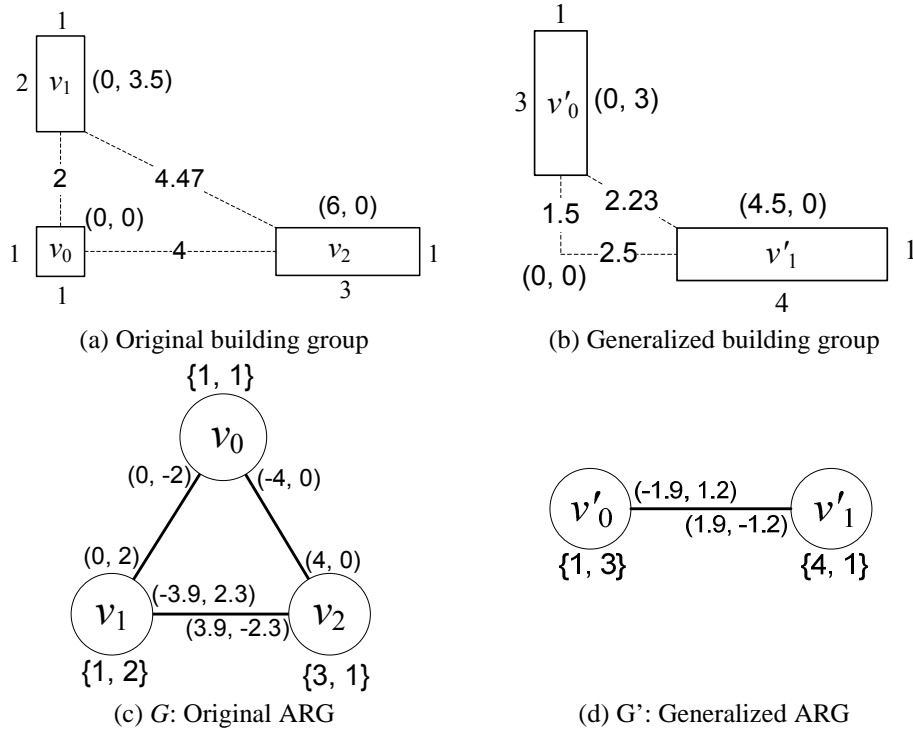 1
2
v1
(0, 3.5)
2
4.47
(0, 0)
(6, 0)
1
v0
4
v2
1
1
3
(a) Original building group
1
3
v'0
(0, 3)
1.5
2.23
(4.5, 0)
2.5
v'1
1
(0, 0)
4
(b) Generalized building group
{1, 1}
v0
(0, -2)
(-4, 0)
(0, 2)
(4, 0)
v1
(-3.9, 2.3)
(3.9, -2.3)
v2
{1, 2}
{3, 1}
(c) G: Original ARG
v'0
(-1.9, 1.2)
(1.9, -1.2)
v'1
{1, 3}
{4, 1}
(d) G’: Generalized ARG